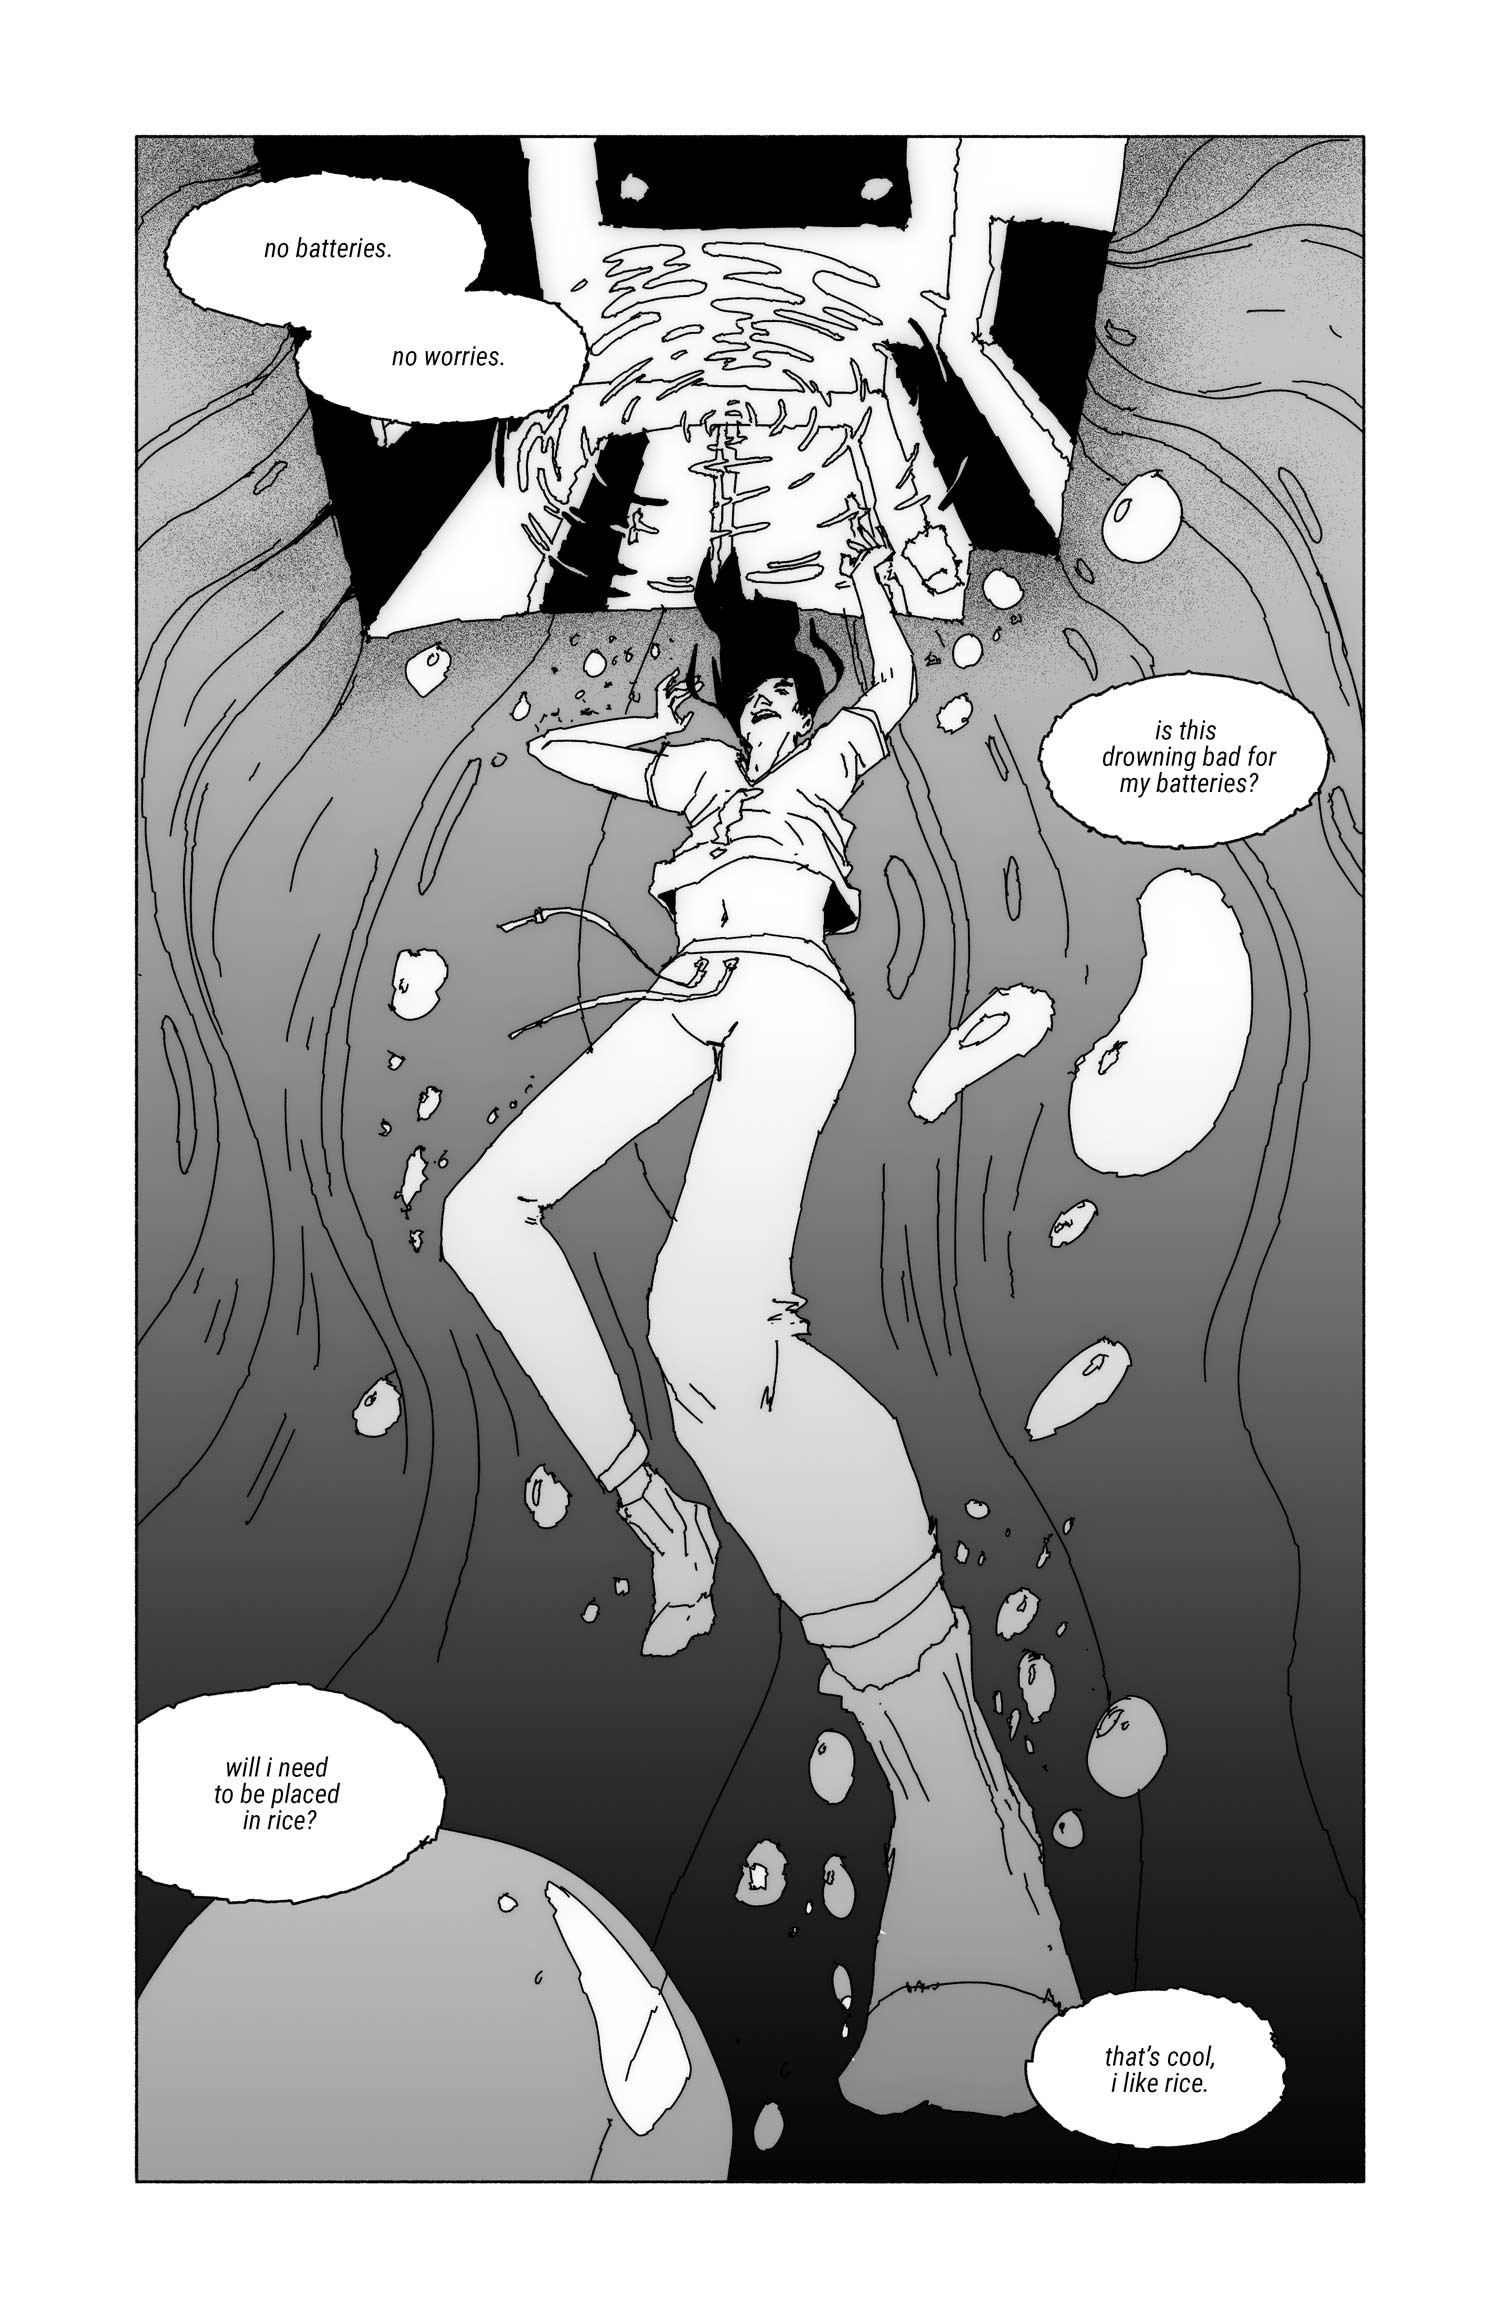 no batteries.
no worries.
is this
drowning bad for
my batteries?
will i need
to be placed
in rice?
that's cool,
i like rice.